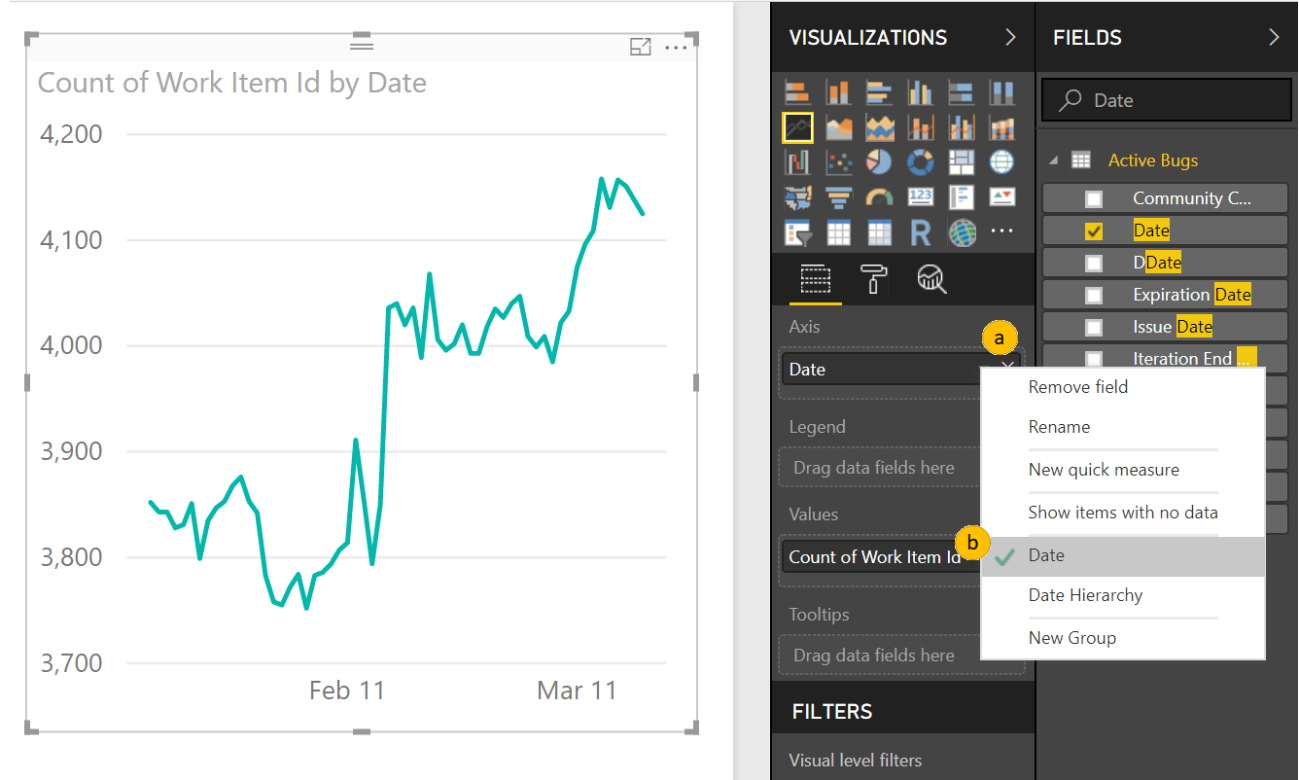 Count of Work Item Id by Date
4,200
4,100
4,000
3,900
3,800
3,700
Feb 11
Mar 11
VISUALIZATIONS
123
R
Axis
a
Date
Legend
Drag data fields here
Values
b
Count of Work Item Id
Tooltips
Drag data fields here
FILTERS
Visual level filters
FIELDS
Date
Active Bugs
Community C...
Date
DDate
Expiration Date
Issue Date
Iteration End ...
Remove field
Rename
New quick measure
Show items with no data
Date
Date Hierarchy
New Group